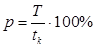 p = T / t_k · 100%